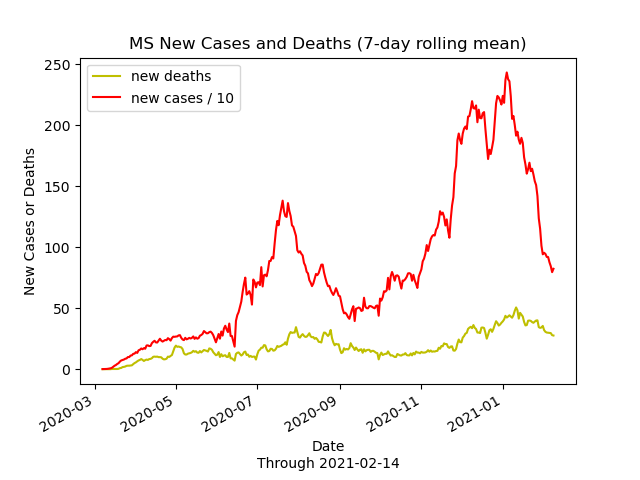 MS New Cases and Deaths (7-day rolling mean)
new deaths
new cases / 10
New Cases or Deaths
250
200
150
100
50
0
2020-03
2020-05
2020-07
2020-09
2020-11
2021-01
Date
Through 2021-02-14